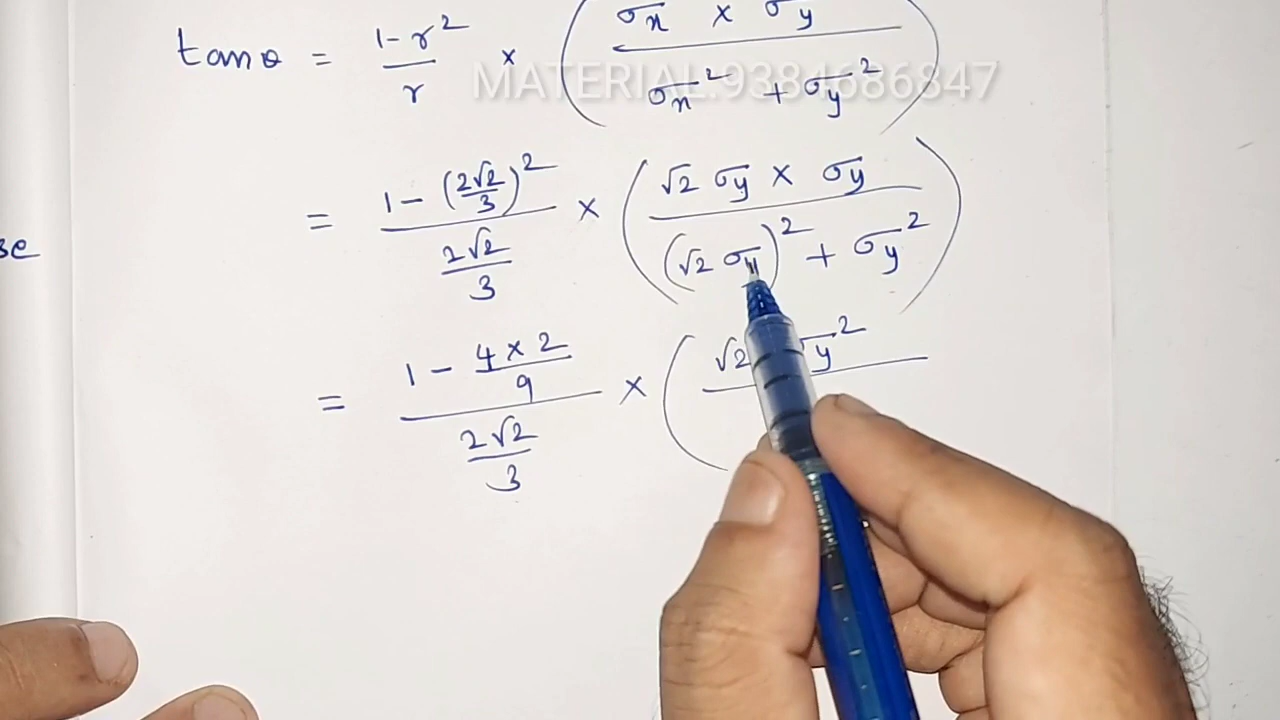 tanθ = 1-r² / r × ( σx × σy / σx² + σy² )
MATERIAL:9384686847
= 1 - (2√2/3)² / 2√2/3 × ( √2 σy × σy / (√2 σy)² + σy² )
se
= 1 - 4×2/9 / 2√2/3 × ( √2 σy²